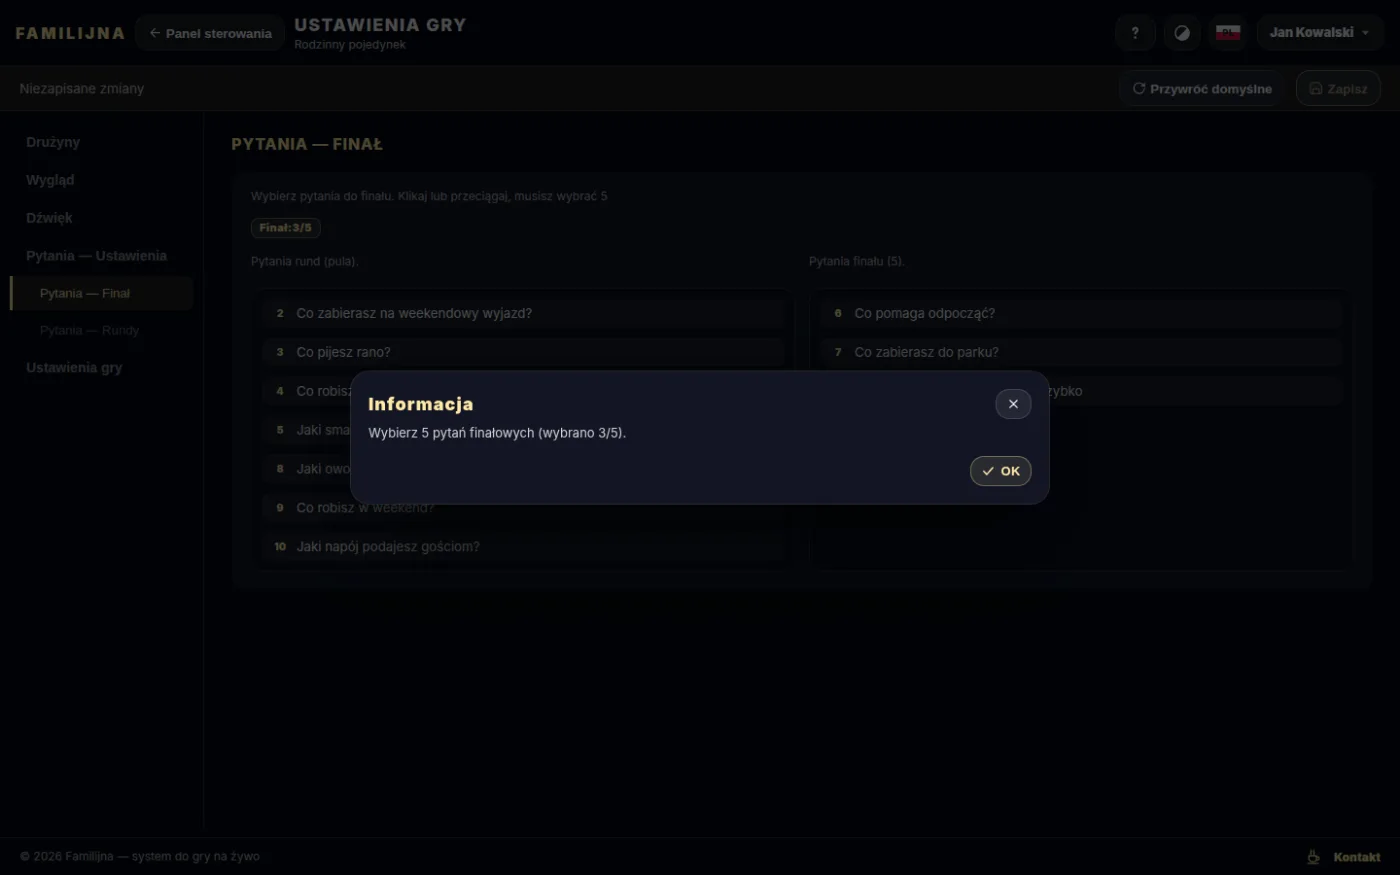 FAMILIJNA
Panel sterowania
USTAWIENIA GRY
Rodzinny pojedynek
?
Jan Kowalski
Niezapisane zmiany
Przywróć domyślne
Zapisz
Drużyny
Wygląd
Dźwięk
Pytania — Ustawienia
Pytania — Finał
Pytania — Rundy
Ustawienia gry
PYTANIA — FINAŁ
Wybierz pytania do finału. Klikaj lub przeciągaj, musisz wybrać 5
Finał: 3/5
Pytania rund (pula).
2 Co zabierasz na weekendowy wyjazd?
3 Co pijesz rano?
4 Co robisz
5 Jaki
8 Jaki
9 Co robisz w weekend?
10 Jaki napój podajesz gościom?
Pytania finału (5).
6 Co pomaga odpocząć?
7 Co zabierasz do parku?
Informacja
Wybierz 5 pytań finałowych (wybrano 3/5).
OK
© 2026 Familijna — system do gry na żywo
Kontakt